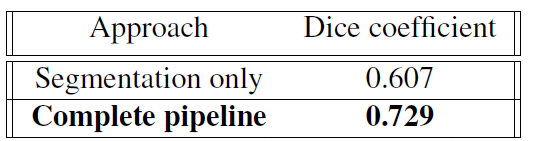 Approach Dice coefficient
Segmentation only 0.607
Complete pipeline 0.729